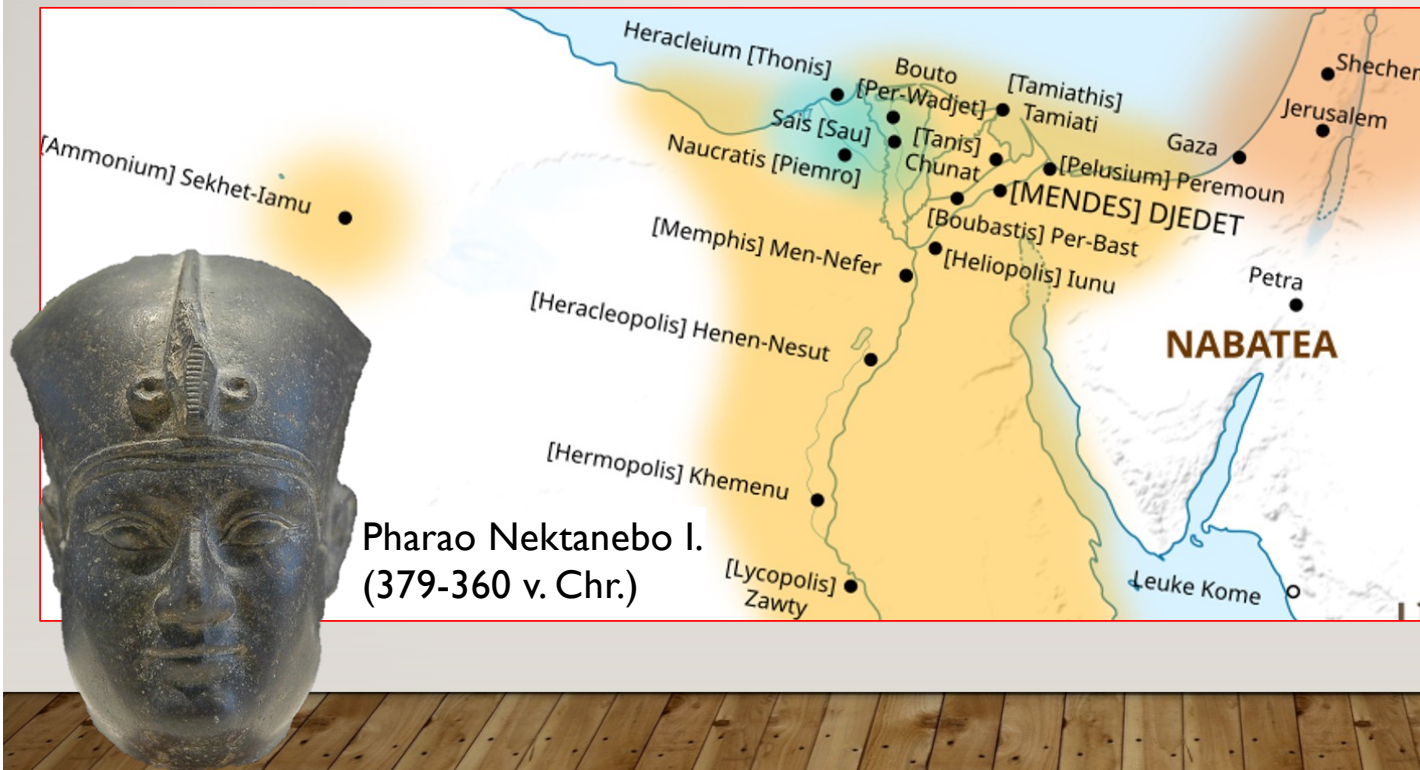 Heracleium [Thonis]
Bouto
[Per-Wadjet]
[Tamiathis]
Tamiati
Shechem
Jerusalem
Sais [Sau]
[Tanis]
Chunat
Gaza
Naucratis [Piemro]
[Pelusium] Peremoun
[Ammonium] Sekhet-Iamu
[MENDES] DJEDET
[Boubastis] Per-Bast
[Memphis] Men-Nefer
[Heliopolis] Iunu
Petra
[Heracleopolis] Henen-Nesut
NABATEA
[Hermopolis] Khemenu
Pharao Nektanebo I.
(379-360 v. Chr.)
[Lycopolis]
Zawty
Leuke Kome